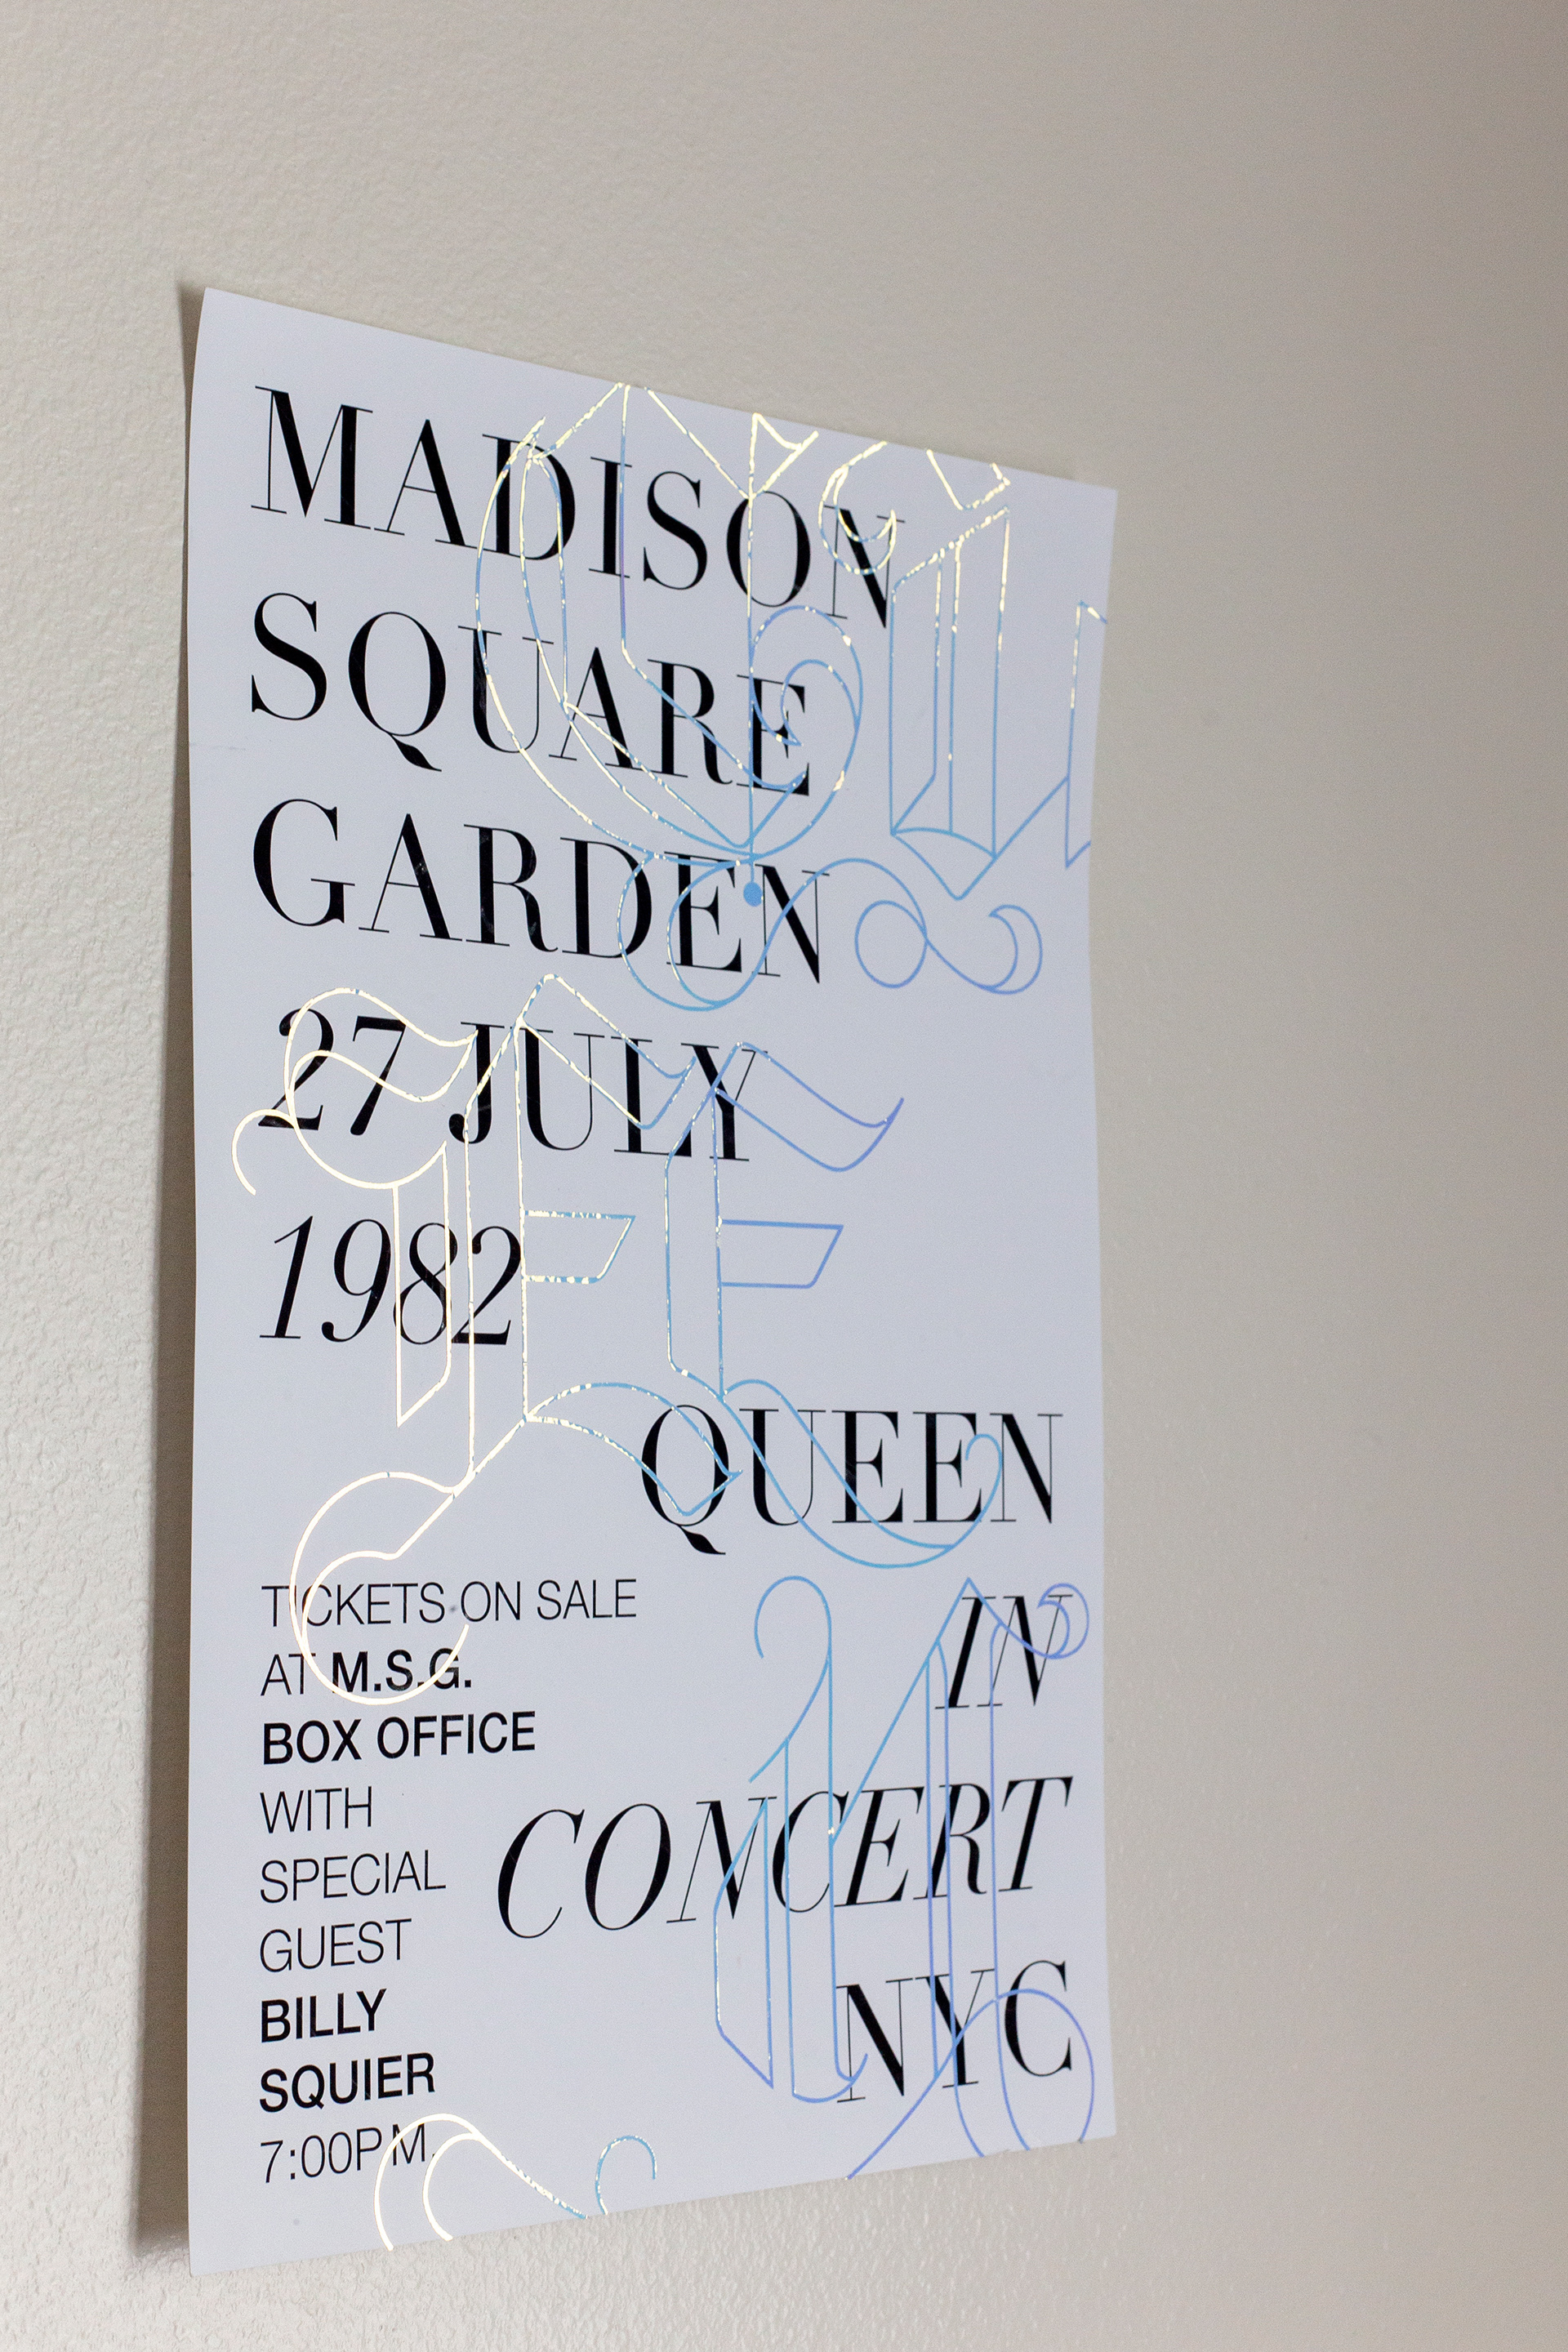 MADISON
SQUARE
GARDEN
27 JULY
1982
QUEEN
IN
CONCERT
NYC
TICKETS ON SALE
AT M.S.G.
BOX OFFICE
WITH
SPECIAL
GUEST
BILLY
SQUIER
7:00PM.